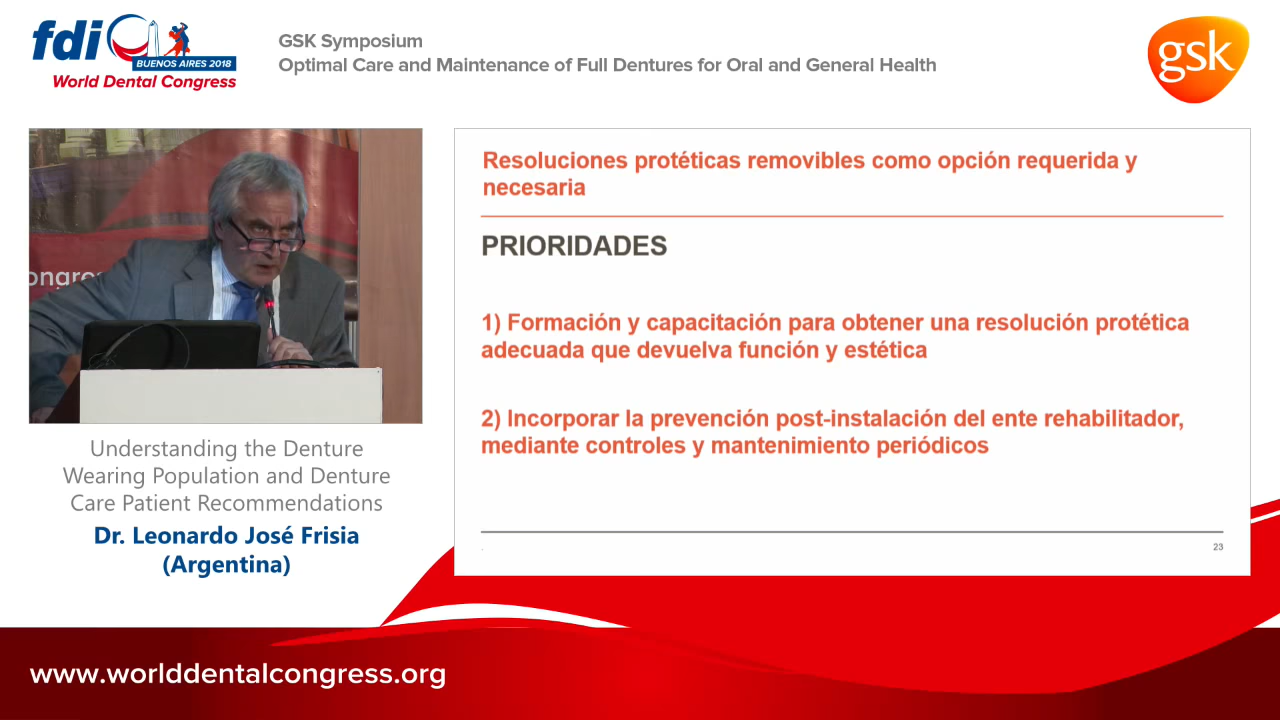 fdi
BUENOS AIRES 2018
World Dental Congress
GSK Symposium
Optimal Care and Maintenance of Full Dentures for Oral and General Health
gsk
ongre
Resoluciones protéticas removibles como opción requerida y
necesaria
PRIORIDADES
1) Formación y capacitación para obtener una resolución protética
adecuada que devuelva función y estética
2) Incorporar la prevención post-instalación del ente rehabilitador,
mediante controles y mantenimiento periódicos
23
Understanding the Denture
Wearing Population and Denture
Care Patient Recommendations
Dr. Leonardo José Frisia
(Argentina)
www.worlddentalcongress.org